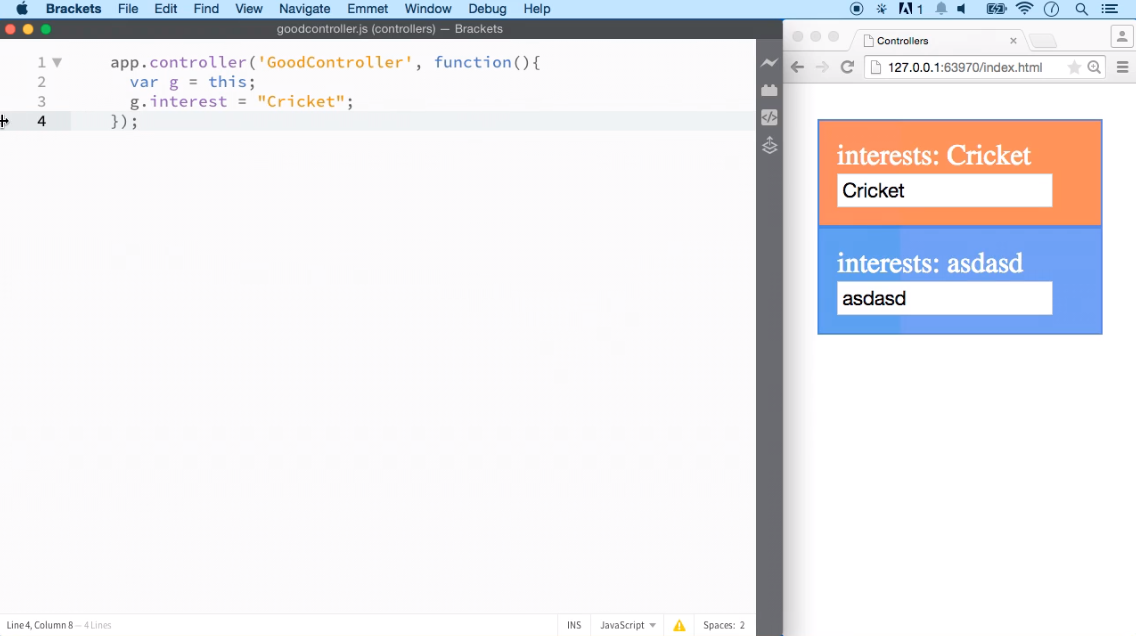 Brackets File Edit Find View Navigate Emmet Window Debug Help 1
goodcontroller.js (controllers) — Brackets
1 app.controller('GoodController', function(){
2 var g = this;
3 g.interest = "Cricket";
4 });
Line 4, Column 8 — 4 Lines
INS JavaScript Spaces: 2
Controllers
127.0.0.1:63970/index.html
interests: Cricket
Cricket
interests: asdasd
asdasd